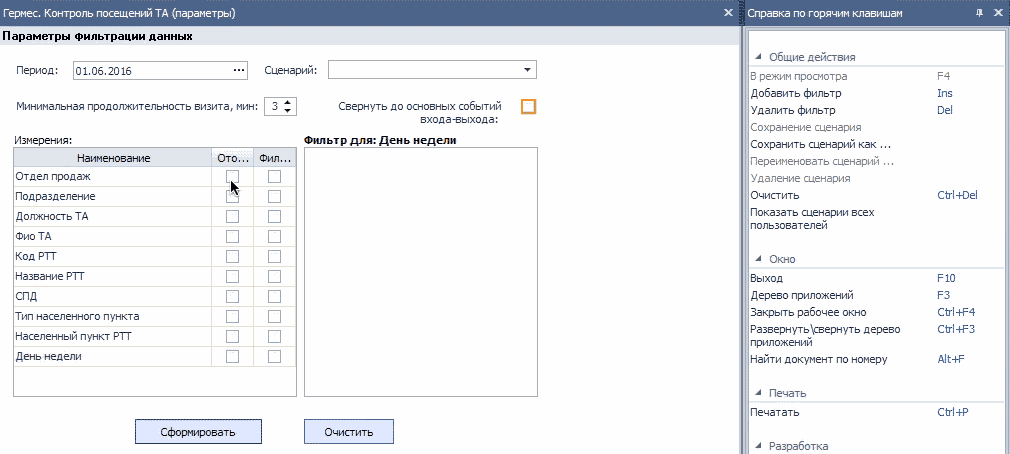 Гермес. Контроль посещений ТА (параметры)
Параметры фильтрации данных
Период: 01.06.2016 ... Сценарий:
Минимальная продолжительность визита, мин: 3 Свернуть до основных событий
входа-выхода:
Измерения: Фильтр для: День недели
Наименование Ото... Фил...
Отдел продаж
Подразделение
Должность ТА
Фио ТА
Код РТТ
Название РТТ
СПД
Тип населенного пункта
Населенный пункт РТТ
День недели
Сформировать Очистить
Справка по горячим клавишам
Общие действия
В режим просмотра F4
Добавить фильтр Ins
Удалить фильтр Del
Сохранение сценария
Сохранить сценарий как ...
Переименовать сценарий ...
Удаление сценария
Очистить Ctrl+Del
Показать сценарии всех
пользователей
Окно
Выход F10
Дерево приложений F3
Закрыть рабочее окно Ctrl+F4
Развернуть\свернуть дерево Ctrl+F3
приложений
Найти документ по номеру Alt+F
Печать
Печатать Ctrl+P
Разработка